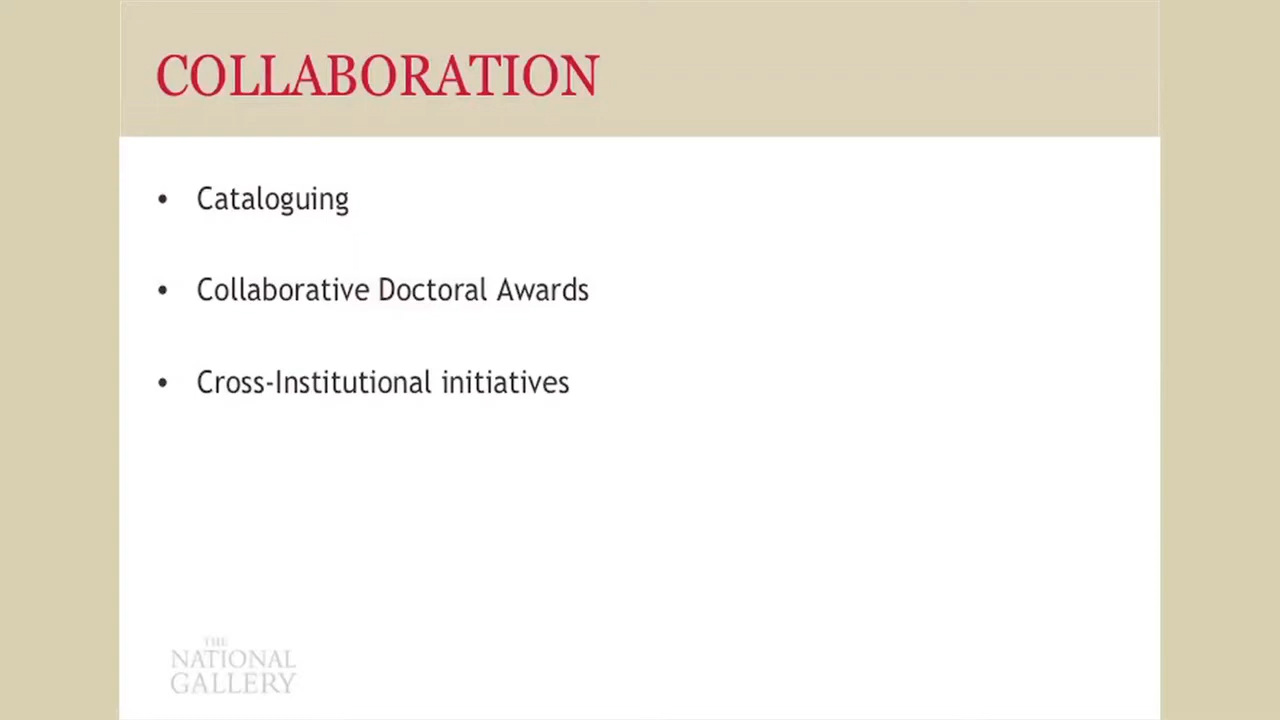 COLLABORATION
• Cataloguing
• Collaborative Doctoral Awards
• Cross-Institutional initiatives
THE
NATIONAL
GALLERY